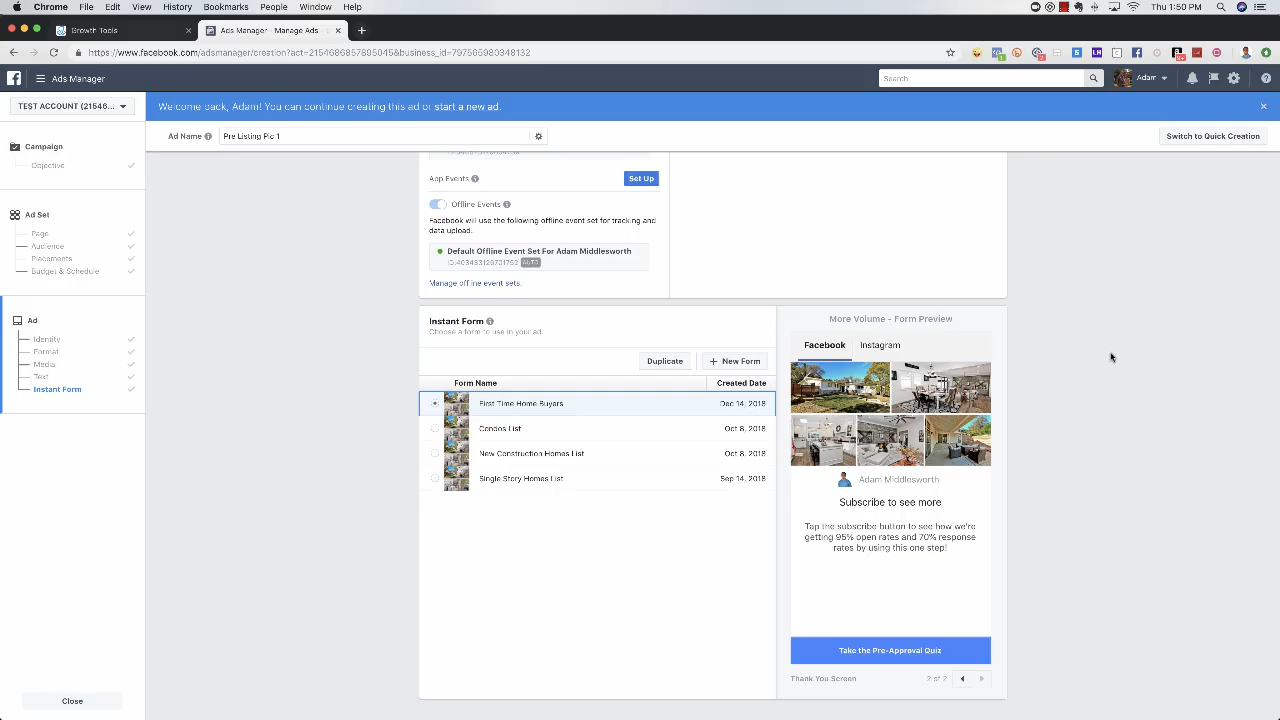 Chrome File Edit View History Bookmarks People Window Help Thu 1:50 PM
Growth Tools Ads Manager - Manage Ads
https://www.facebook.com/adsmanager/creation?act=2154686857895045&business_id=797565980348132
Ads Manager Search Adam
TEST ACCOUNT (21546...
Welcome back, Adam! You can continue creating this ad or start a new ad.
Ad Name Pre Listing Pic 1 Switch to Quick Creation
Campaign
Objective
Ad Set
Page
Audience
Placements
Budget & Schedule
Ad
Identity
Format
Media
Text
Instant Form
Close
App Events Set Up
Offline Events
Facebook will use the following offline event set for tracking and
data upload:
Default Offline Event Set For Adam Middlesworth
ID:403433126701752 AUTO
Manage offline event sets.
Instant Form
Choose a form to use in your ad.
Duplicate + New Form
Form Name Created Date
First Time Home Buyers Dec 14, 2018
Condos List Oct 8, 2018
New Construction Homes List Oct 8, 2018
Single Story Homes List Sep 14, 2018
More Volume - Form Preview
Facebook Instagram
Adam Middlesworth
Subscribe to see more
Tap the subscribe button to see how we're
getting 95% open rates and 70% response
rates by using this one step!
Take the Pre-Approval Quiz
Thank You Screen 2 of 2